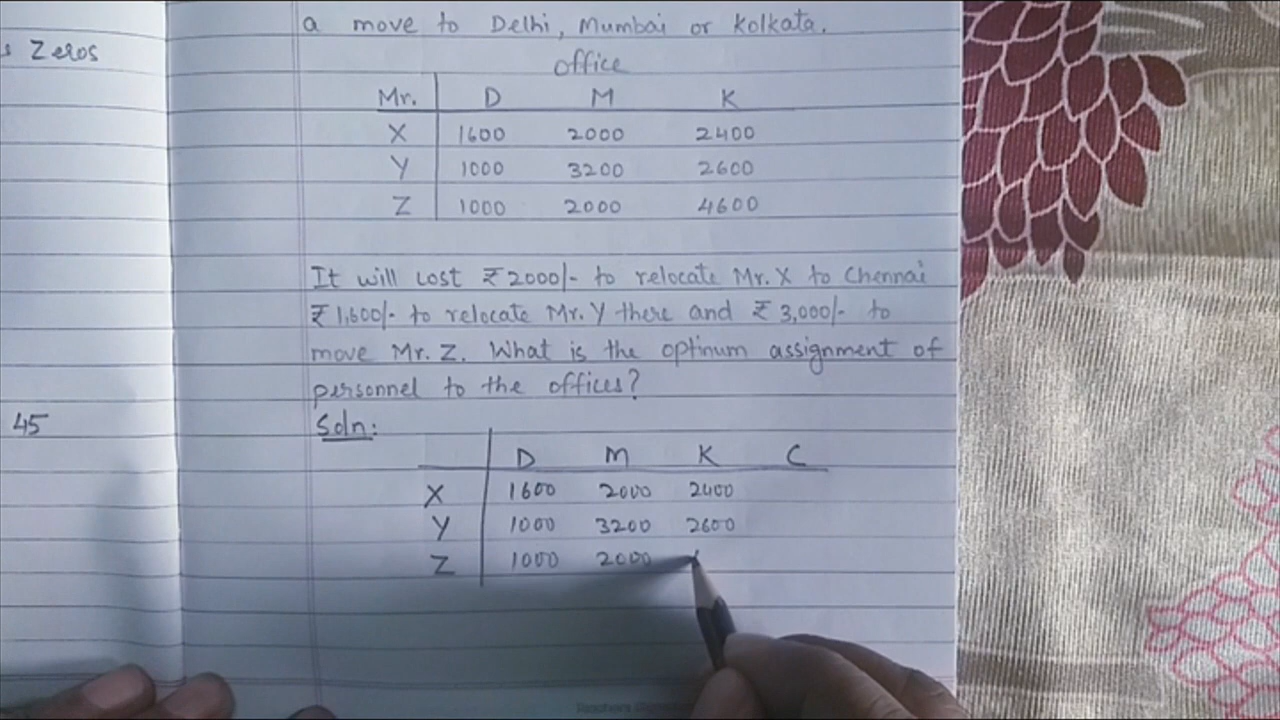 s Zeros
45
a move to Delhi, Mumbai or Kolkata.
office
Mr. D M K
X 1600 2000 2400
Y 1000 3200 2600
Z 1000 2000 4600
It will cost ₹2000/- to relocate Mr. X to Chennai
₹1,600/- to relocate Mr. Y there and ₹ 3,000/- to
move Mr. Z. What is the optinum assignment of
personnel to the offices?
Soln:
D M K C
X 1600 2000 2400
Y 1000 3200 2600
Z 1000 2000